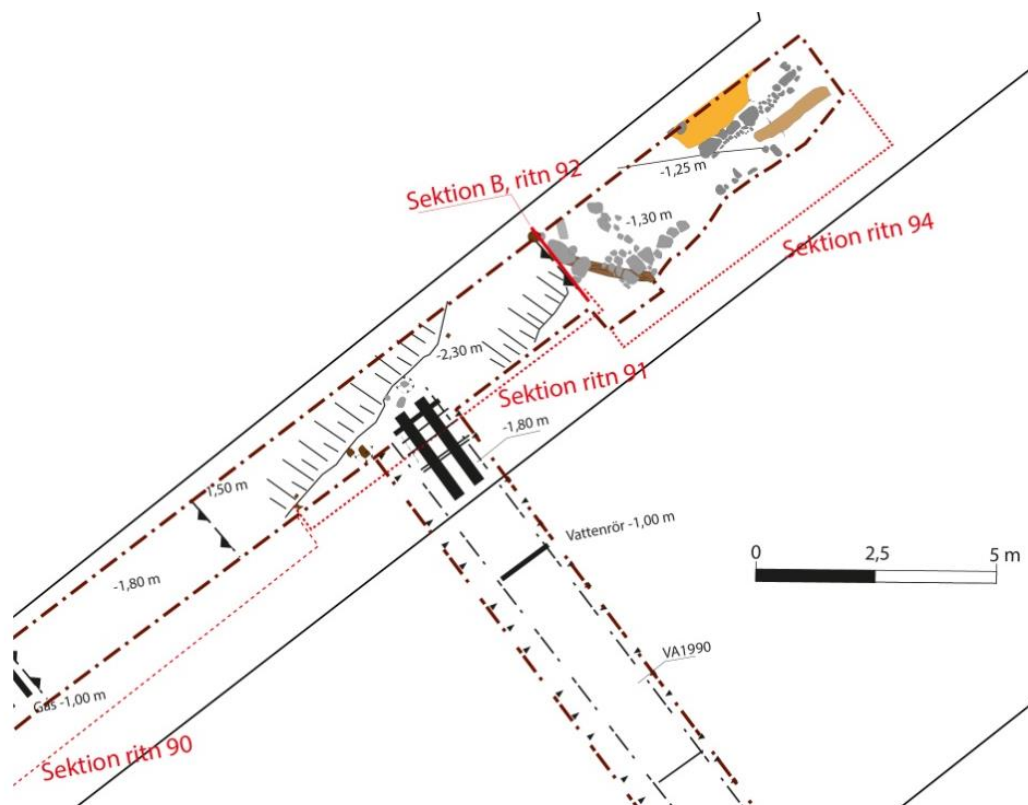 -1,25 m
Sektion B, ritn 92
-1,30 m
Sektion ritn 94
-2,30 m
Sektion ritn 91
-1,80 m
1,50 m
Vattenrör -1,00 m
0 2,5 5 m
-1,80 m
VA1990
Gas -1,00 m
Sektion ritn 90